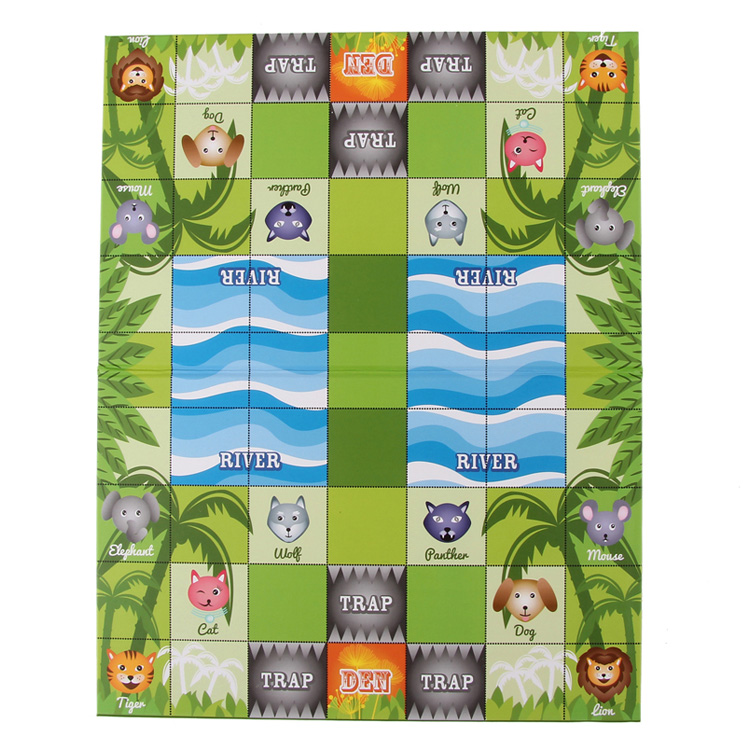 Lion
TRAP
DEN
TRAP
Tiger
Dog
TRAP
Cat
Mouse
Panther
Wolf
Elephant
RIVER
RIVER
RIVER
RIVER
Elephant
Wolf
Panther
Mouse
Cat
TRAP
Dog
Tiger
TRAP
DEN
TRAP
Lion